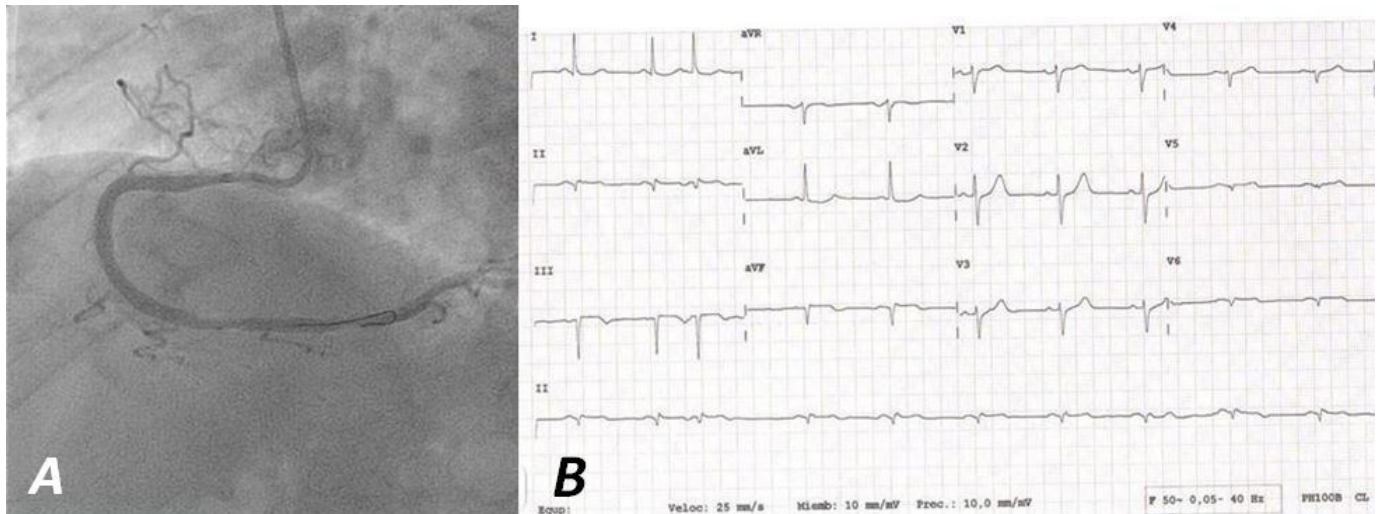 I aVR V1 V4
II aVL V2 V5
III aVF V3 V6
II
A
B
Equp: Veloc: 25 mm/s Miemb: 10 mm/mV Prec.: 10,0 mm/mV F 50~ 0,05- 40 Hz PH100B CL